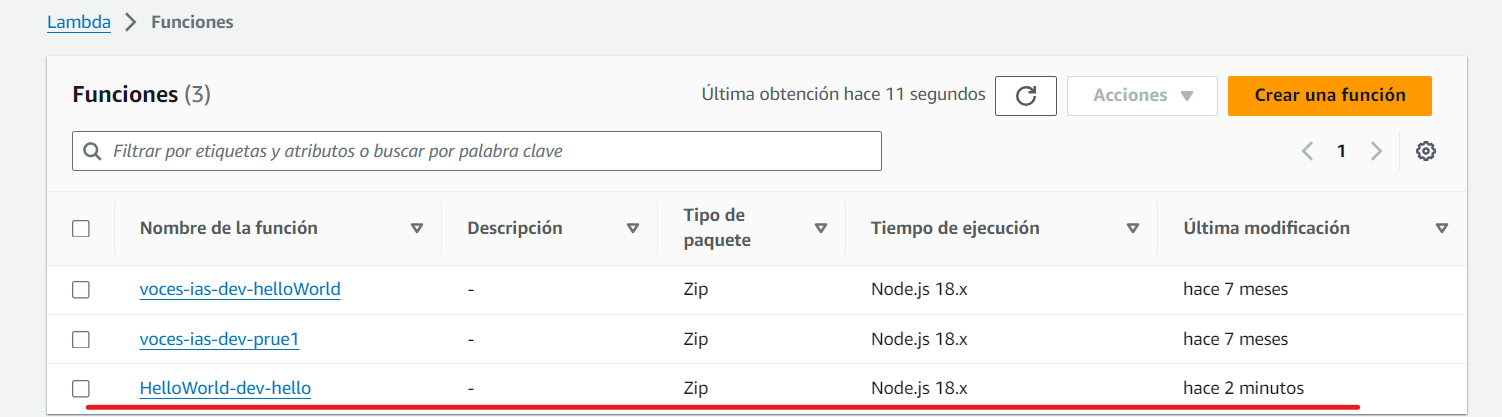 Lambda > Funciones
Funciones (3)
Última obtención hace 11 segundos
Acciones
Crear una función
Filtrar por etiquetas y atributos o buscar por palabra clave
1
Nombre de la función
Descripción
Tipo de
paquete
Tiempo de ejecución
Última modificación
voces-ias-dev-helloWorld - Zip Node.js 18.x hace 7 meses
voces-ias-dev-prue1 - Zip Node.js 18.x hace 7 meses
HelloWorld-dev-hello - Zip Node.js 18.x hace 2 minutos